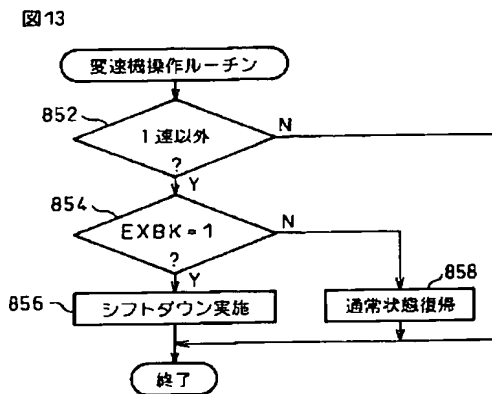 図13
変速機操作ルーチン
852
1速以外
?
N
Y
854
EXBK=1
?
N
Y
856
シフトダウン実施
858
通常状態復帰
終了